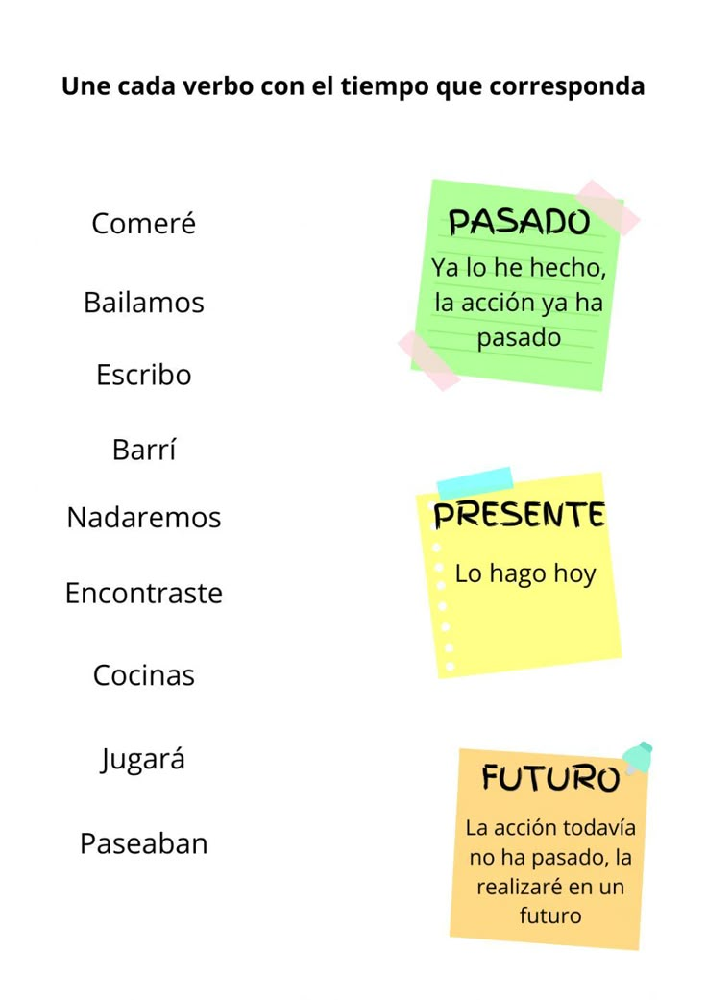 Une cada verbo con el tiempo que corresponda
Comeré
Bailamos
Escribo
Barrí
Nadaremos
Encontraste
Cocinas
Jugará
Paseaban
PASADO
Ya lo he hecho,
la acción ya ha
pasado
PRESENTE
Lo hago hoy
FUTURO
La acción todavía
no ha pasado, la
realizaré en un
futuro